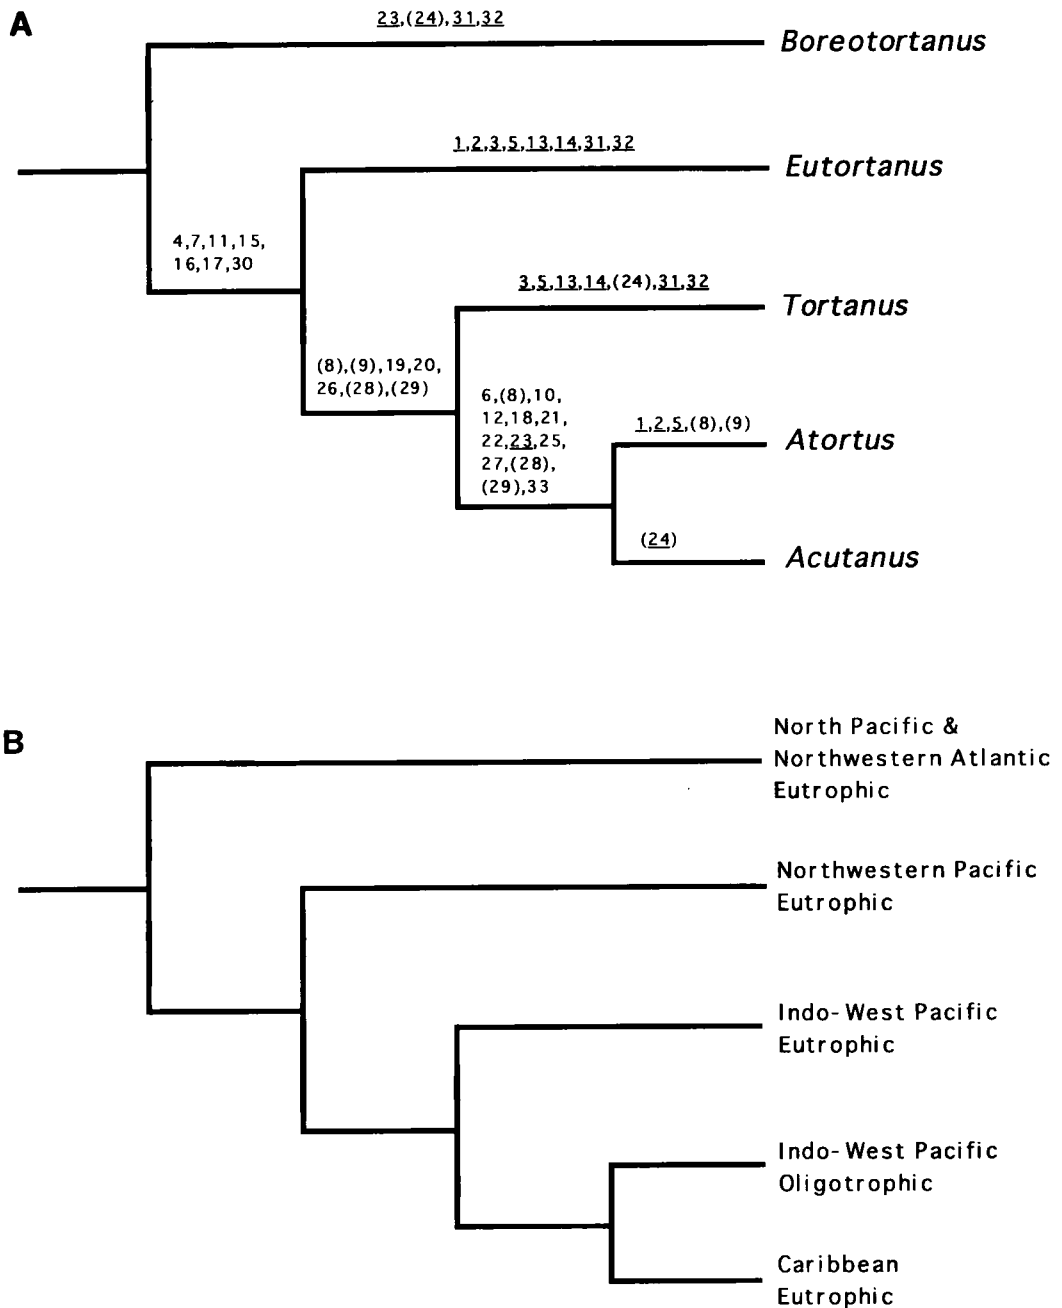 A
23,(24),31,32
Boreotortanus
1,2,3,5,13,14,31,32
Eutortanus
4,7,11,15,
16,17,30
3,5,13,14,(24),31,32
Tortanus
(8),(9),19,20,
26,(28),(29)
6,(8),10,
12,18,21,
22,23,25,
27,(28),
(29),33
1,2,5,(8),(9)
Atortus
(24)
Acutanus
B
North Pacific &
Northwestern Atlantic
Eutrophic
Northwestern Pacific
Eutrophic
Indo-West Pacific
Eutrophic
Indo-West Pacific
Oligotrophic
Caribbean
Eutrophic